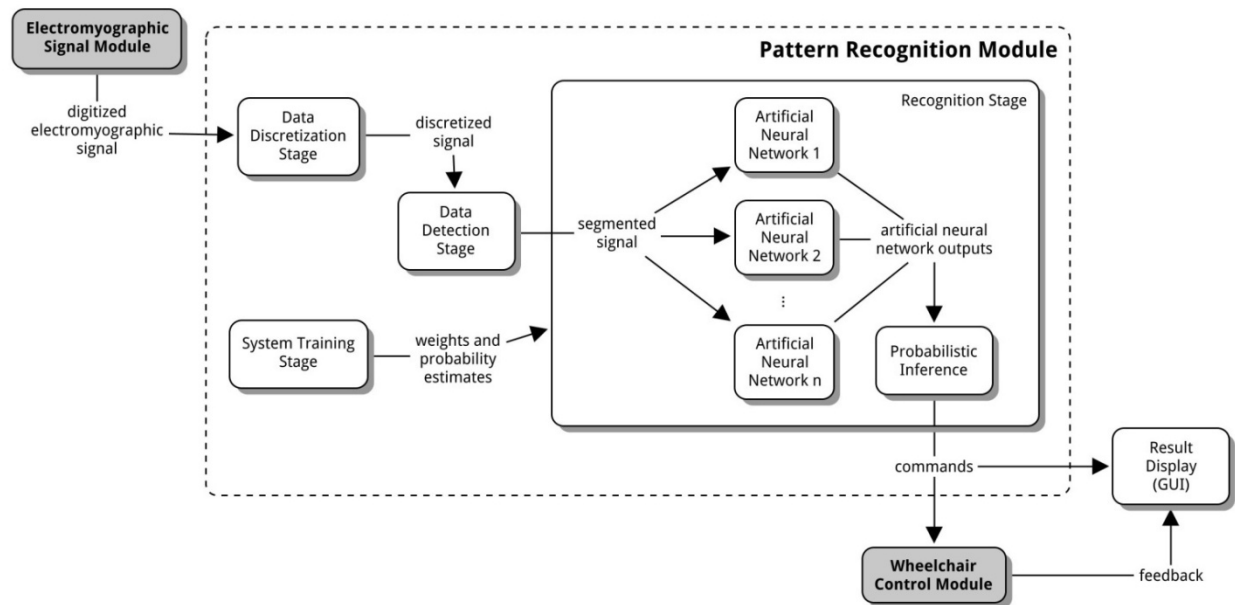 Electromyographic
Signal Module
Pattern Recognition Module
digitized
electromyographic
signal
Data
Discretization
Stage
discretized
signal
Data
Detection
Stage
Recognition Stage
segmented
signal
Artificial
Neural
Network 1
Artificial
Neural
Network 2
...
Artificial
Neural
Network n
artificial neural
network outputs
System Training
Stage
weights and
probability
estimates
Probabilistic
Inference
commands
Result
Display
(GUI)
Wheelchair
Control Module
feedback